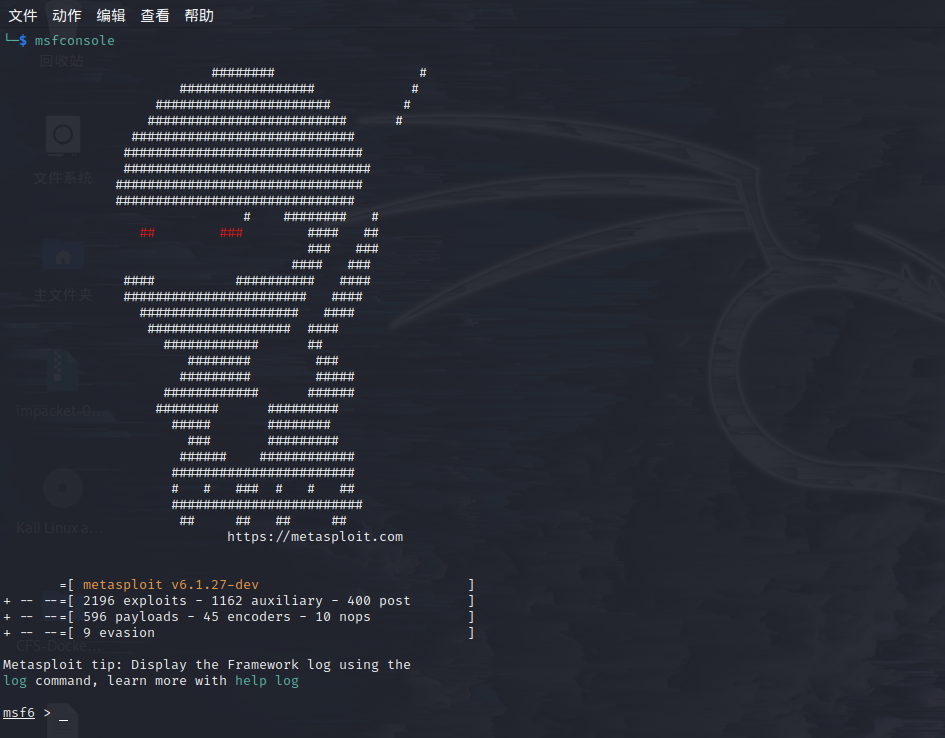 文件 动作 编辑 查看 帮助
└─$ msfconsole
回收站
文件系统
主文件夹
impacket-0...
Kali Linux a...
https://metasploit.com
=[ metasploit v6.1.27-dev ]
+ -- --=[ 2196 exploits - 1162 auxiliary - 400 post ]
+ -- --=[ 596 payloads - 45 encoders - 10 nops ]
+ -- --=[ 9 evasion ]
CFS-Docke...
Metasploit tip: Display the Framework log using the
log command, learn more with help log
msf6 > _